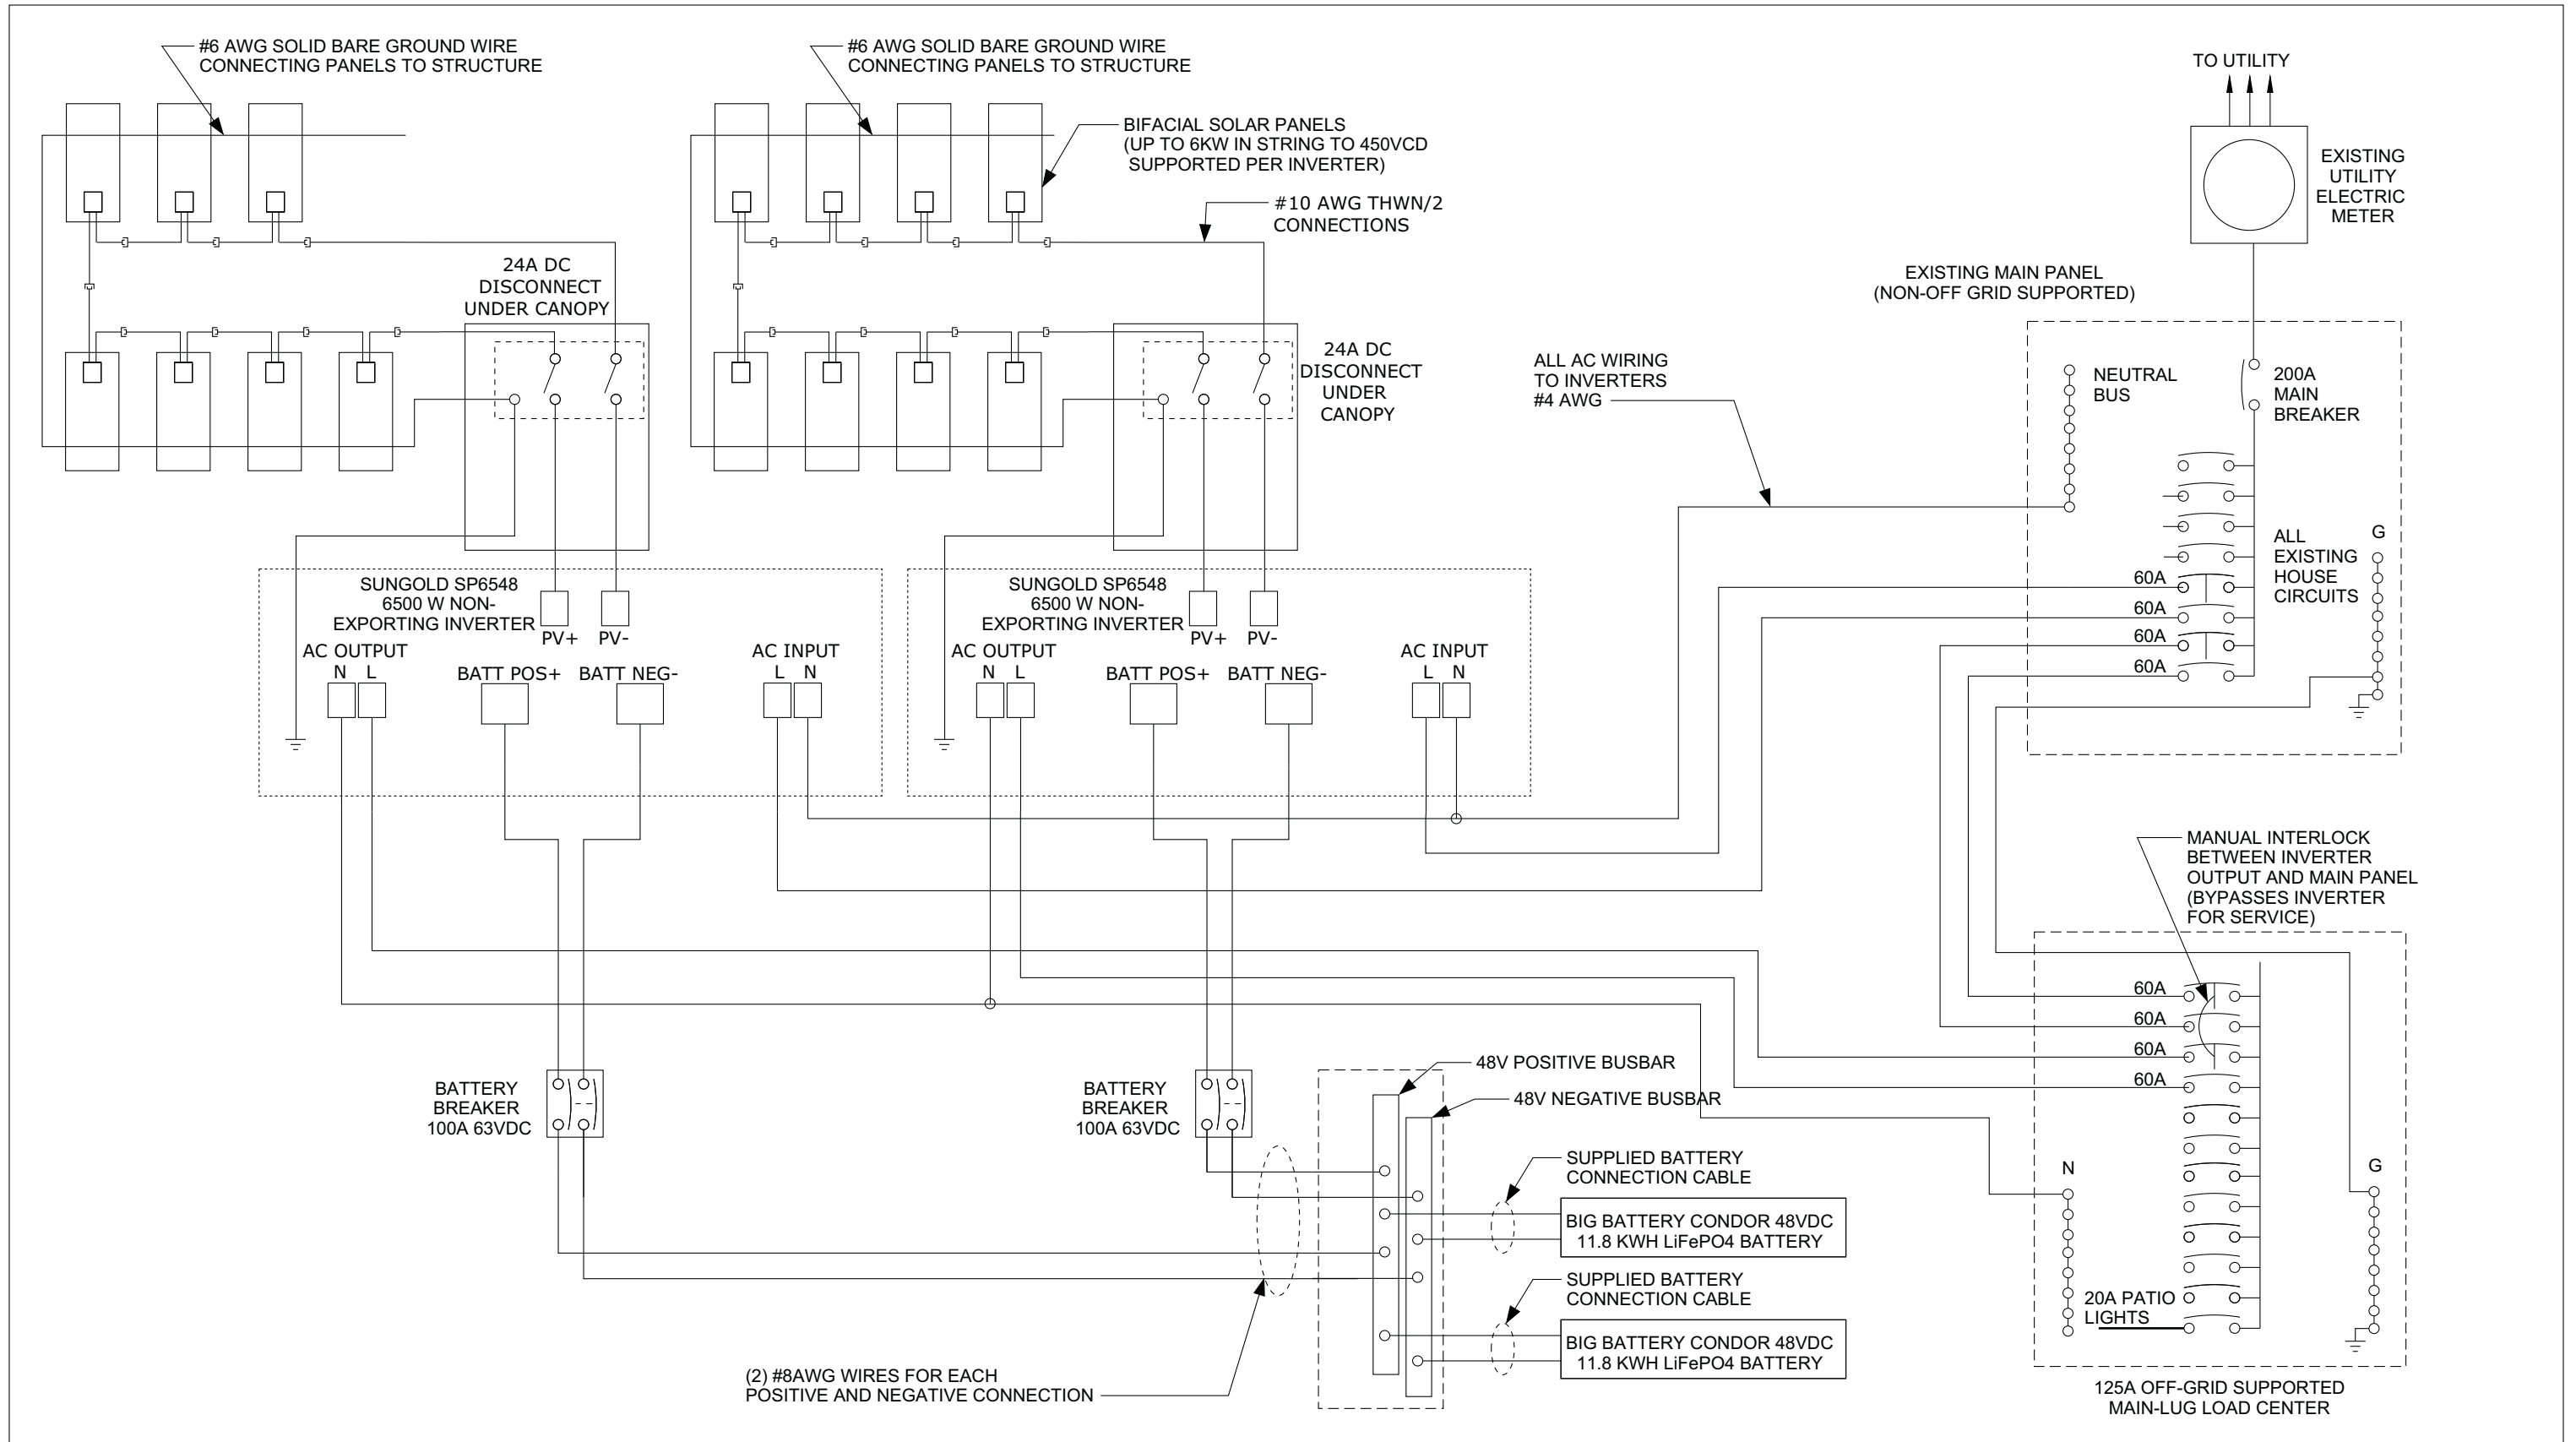 #6 AWG SOLID BARE GROUND WIRE
CONNECTING PANELS TO STRUCTURE
#6 AWG SOLID BARE GROUND WIRE
CONNECTING PANELS TO STRUCTURE
BIFACIAL SOLAR PANELS
(UP TO 6KW IN STRING TO 450VCD
SUPPORTED PER INVERTER)
#10 AWG THWN/2
CONNECTIONS
TO UTILITY
EXISTING
UTILITY
ELECTRIC
METER
24A DC
DISCONNECT
UNDER CANOPY
24A DC
DISCONNECT
UNDER
CANOPY
ALL AC WIRING
TO INVERTERS
#4 AWG
EXISTING MAIN PANEL
(NON-OFF GRID SUPPORTED)
NEUTRAL
BUS
200A
MAIN
BREAKER
ALL
EXISTING
HOUSE
CIRCUITS
G
60A
60A
60A
60A
SUNGOLD SP6548
6500 W NON-
EXPORTING INVERTER
PV+
PV-
AC OUTPUT
N
L
BATT POS+
BATT NEG-
AC INPUT
L
N
SUNGOLD SP6548
6500 W NON-
EXPORTING INVERTER
PV+
PV-
AC OUTPUT
N
L
BATT POS+
BATT NEG-
AC INPUT
L
N
MANUAL INTERLOCK
BETWEEN INVERTER
OUTPUT AND MAIN PANEL
(BYPASSES INVERTER
FOR SERVICE)
60A
60A
60A
60A
BATTERY
BREAKER
100A 63VDC
BATTERY
BREAKER
100A 63VDC
48V POSITIVE BUSBAR
48V NEGATIVE BUSBAR
SUPPLIED BATTERY
CONNECTION CABLE
BIG BATTERY CONDOR 48VDC
11.8 KWH LiFePO4 BATTERY
SUPPLIED BATTERY
CONNECTION CABLE
BIG BATTERY CONDOR 48VDC
11.8 KWH LiFePO4 BATTERY
(2) #8AWG WIRES FOR EACH
POSITIVE AND NEGATIVE CONNECTION
N
G
20A PATIO
LIGHTS
125A OFF-GRID SUPPORTED
MAIN-LUG LOAD CENTER